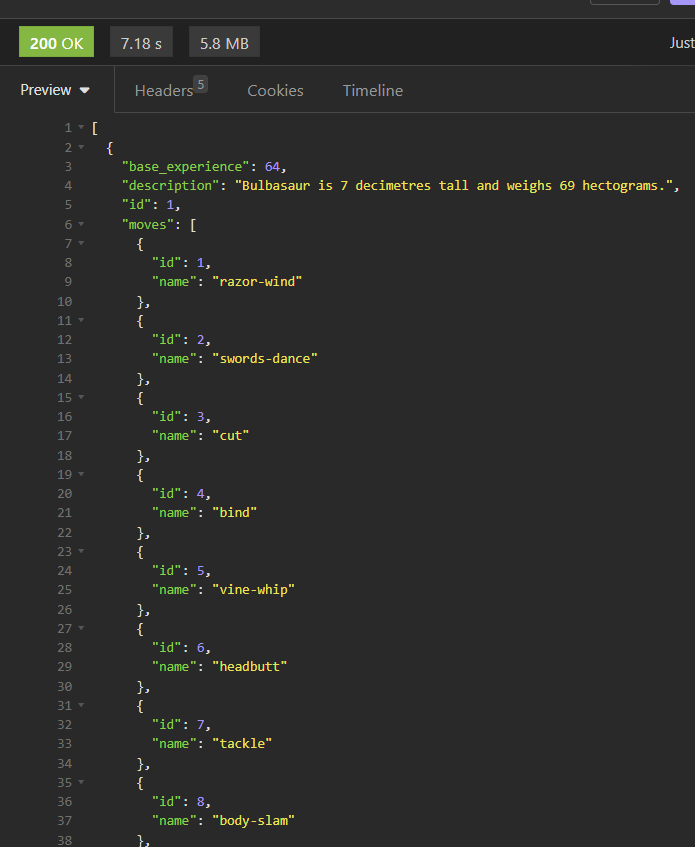 200 OK 7.18 s 5.8 MB Just
Preview Headers 5 Cookies Timeline
1 [
2 {
3 "base_experience": 64,
4 "description": "Bulbasaur is 7 decimetres tall and weighs 69 hectograms.",
5 "id": 1,
6 "moves": [
7 {
8 "id": 1,
9 "name": "razor-wind"
10 },
11 {
12 "id": 2,
13 "name": "swords-dance"
14 },
15 {
16 "id": 3,
17 "name": "cut"
18 },
19 {
20 "id": 4,
21 "name": "bind"
22 },
23 {
24 "id": 5,
25 "name": "vine-whip"
26 },
27 {
28 "id": 6,
29 "name": "headbutt"
30 },
31 {
32 "id": 7,
33 "name": "tackle"
34 },
35 {
36 "id": 8,
37 "name": "body-slam"
38 },